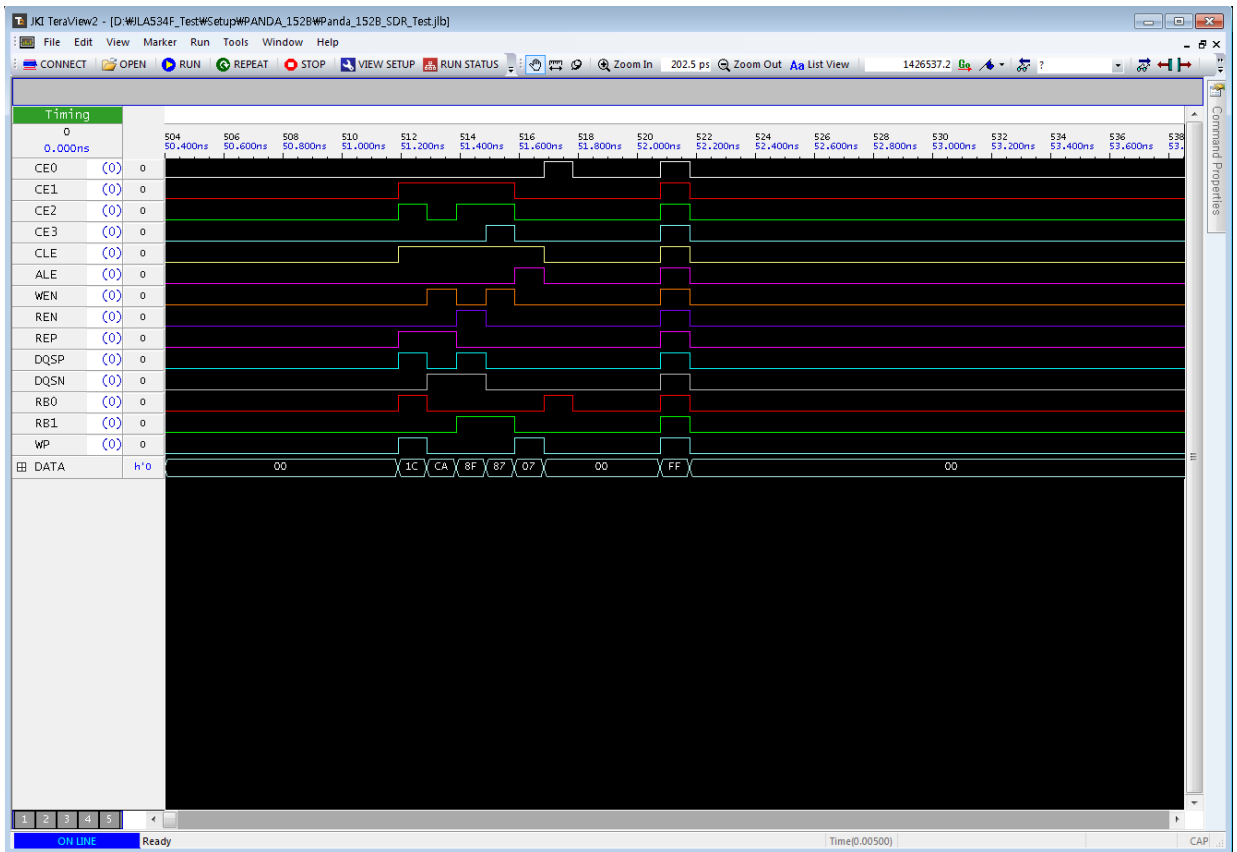 JKI TeraView2 - [D:₩JLA534F_Test₩Setup₩PANDA_152B₩Panda_152B_SDR_Test.jlb]
File Edit View Marker Run Tools Window Help
CONNECT OPEN RUN REPEAT STOP VIEW SETUP RUN STATUS Zoom In 202.5 ps Zoom Out Aa List View 1426537.2 Go ?
Command Properties
Timing
0
0.000ns
504 506 508 510 512 514 516 518 520 522 524 526 528 530 532 534 536 538
50.400ns 50.600ns 50.800ns 51.000ns 51.200ns 51.400ns 51.600ns 51.800ns 52.000ns 52.200ns 52.400ns 52.600ns 52.800ns 53.000ns 53.200ns 53.400ns 53.600ns 53.
CE0 (0) 0
CE1 (0) 0
CE2 (0) 0
CE3 (0) 0
CLE (0) 0
ALE (0) 0
WEN (0) 0
REN (0) 0
REP (0) 0
DQSP (0) 0
DQSN (0) 0
RB0 (0) 0
RB1 (0) 0
WP (0) 0
DATA h'0 00 1C CA 8F 87 07 00 FF 00
1 2 3 4 5
ON LINE Ready Time(0.00500) CAP